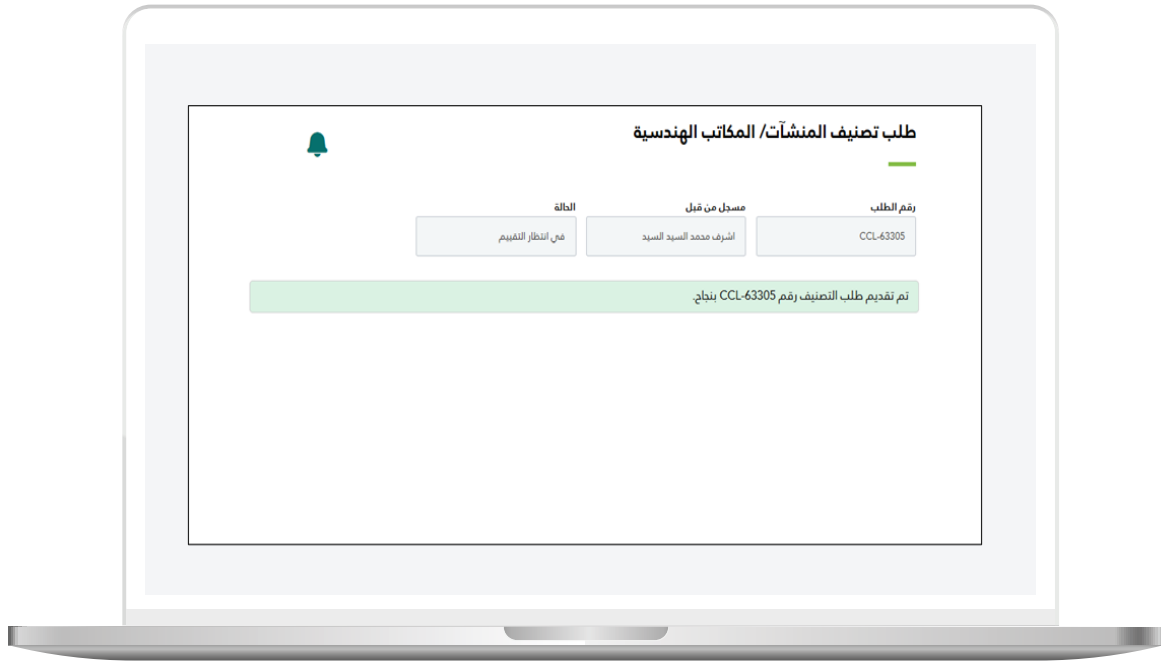 طلب تصنيف المنشآت/ المكاتب الهندسية
رقم الطلب مسجل من قبل الحالة
CCL-63305 اشرف محمد السيد السيد في انتظار التقييم
تم تقديم طلب التصنيف رقم CCL-63305 بنجاح.